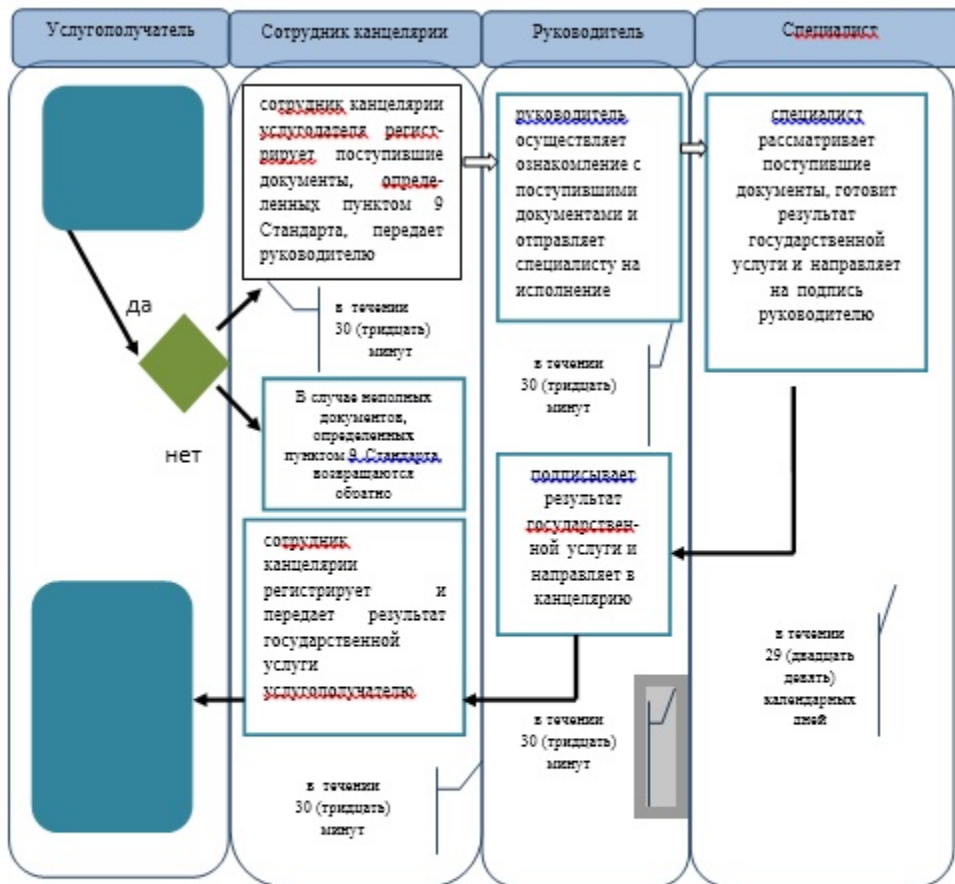 Услугополучатель
Сотрудник канцелярии
Руководитель
Специалист
сотрудник канцелярии
услугодателя регист-
рирует поступившие
документы, опреде-
ленных пунктом 9
Стандарта, передает
руководителю
руководитель
осуществляет
ознакомление с
поступившими
документами и
отправляет
специалисту на
исполнение
специалист
рассматривает
поступившие
документы, готовит
результат
государственной
услуги и направляет
на подпись
руководителю
да
в течении
30 (тридцать)
минут
в течении
30 (тридцать)
минут
нет
В случае неполных
документов,
определенных
пунктом 9 Стандарта
возвращаются
обратно
подписывает
результат
государствен-
ной услуги и
направляет в
канцелярию
сотрудник
канцелярии
регистрирует и
передает результат
государственной
услуги
услугополучателю
в течении
29 (двадцать
девать)
календарных
дней
в течении
30 (тридцать)
минут
в течении
30 (тридцать)
минут